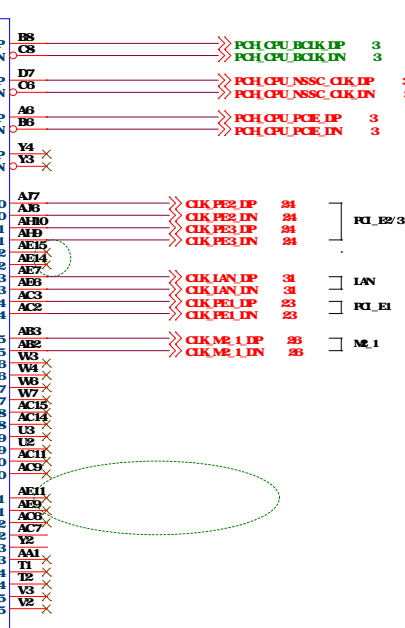 B8 PCH_CPU_BCLK_DP 3
C8 PCH_CPU_BCLK_DN 3
D7 PCH_CPU_NSSC_CLK_DP 3
C6 PCH_CPU_NSSC_CLK_DN 3
A6 PCH_CPU_PCIE_DP 3
B6 PCH_CPU_PCIE_DN 3
Y4
Y3
AJ7 CLK_PE2_DP 24
AJ6 CLK_PE2_DN 24
AH10 CLK_PE3_DP 24 PCI_E2/3
AH9 CLK_PE3_DN 24
AE15
AE14
AE7 CLK_LAN_DP 31 LAN
AE6 CLK_LAN_DN 31
AC3 CLK_PE1_DP 23 PCI_E1
AC2 CLK_PE1_DN 23
AB3 CLK_M2_1_DP 26 M2_1
AB2 CLK_M2_1_DN 26
W3
W4
W6
W7
AC15
AC14
U3
U2
AC11
AC9
AE11
AE9
AC6
AC7
Y2
AA1
T1
T2
V3
V2